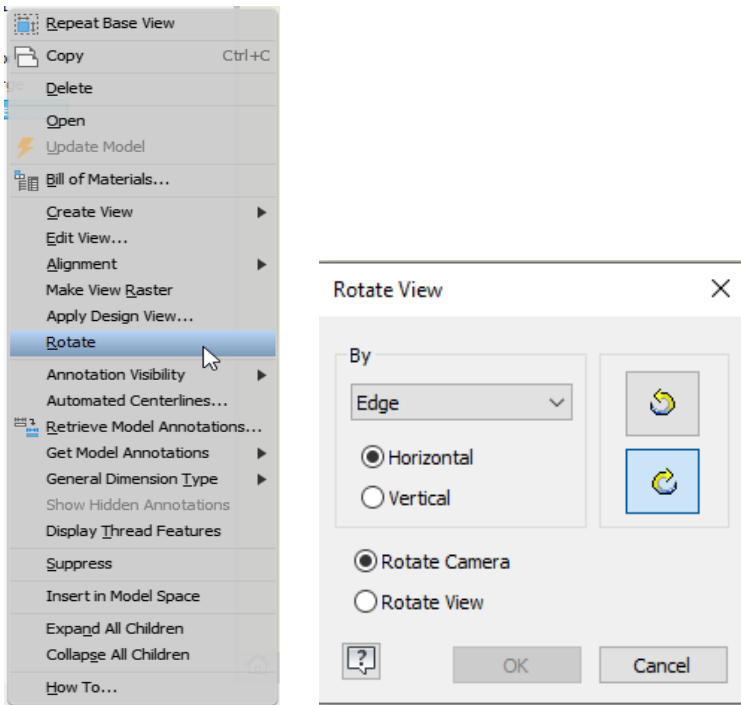 Repeat Base View
Copy Ctrl+C
Delete
Open
Update Model
Bill of Materials...
Create View
Edit View...
Alignment
Make View Raster
Apply Design View...
Rotate
Annotation Visibility
Automated Centerlines...
Retrieve Model Annotations...
Get Model Annotations
General Dimension Type
Show Hidden Annotations
Display Thread Features
Suppress
Insert in Model Space
Expand All Children
Collapse All Children
How To...
Rotate View
By
Edge
Horizontal
Vertical
Rotate Camera
Rotate View
?
OK Cancel